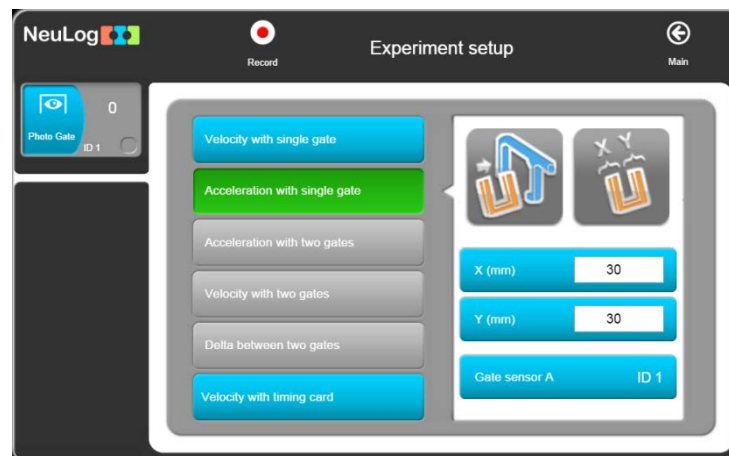 NeuLog
Record
Experiment setup
Main
0
Photo Gate
ID 1
Velocity with single gate
Acceleration with single gate
Acceleration with two gates
Velocity with two gates
Delta between two gates
Velocity with timing card
X Y
X (mm) 30
Y (mm) 30
Gate sensor A ID 1